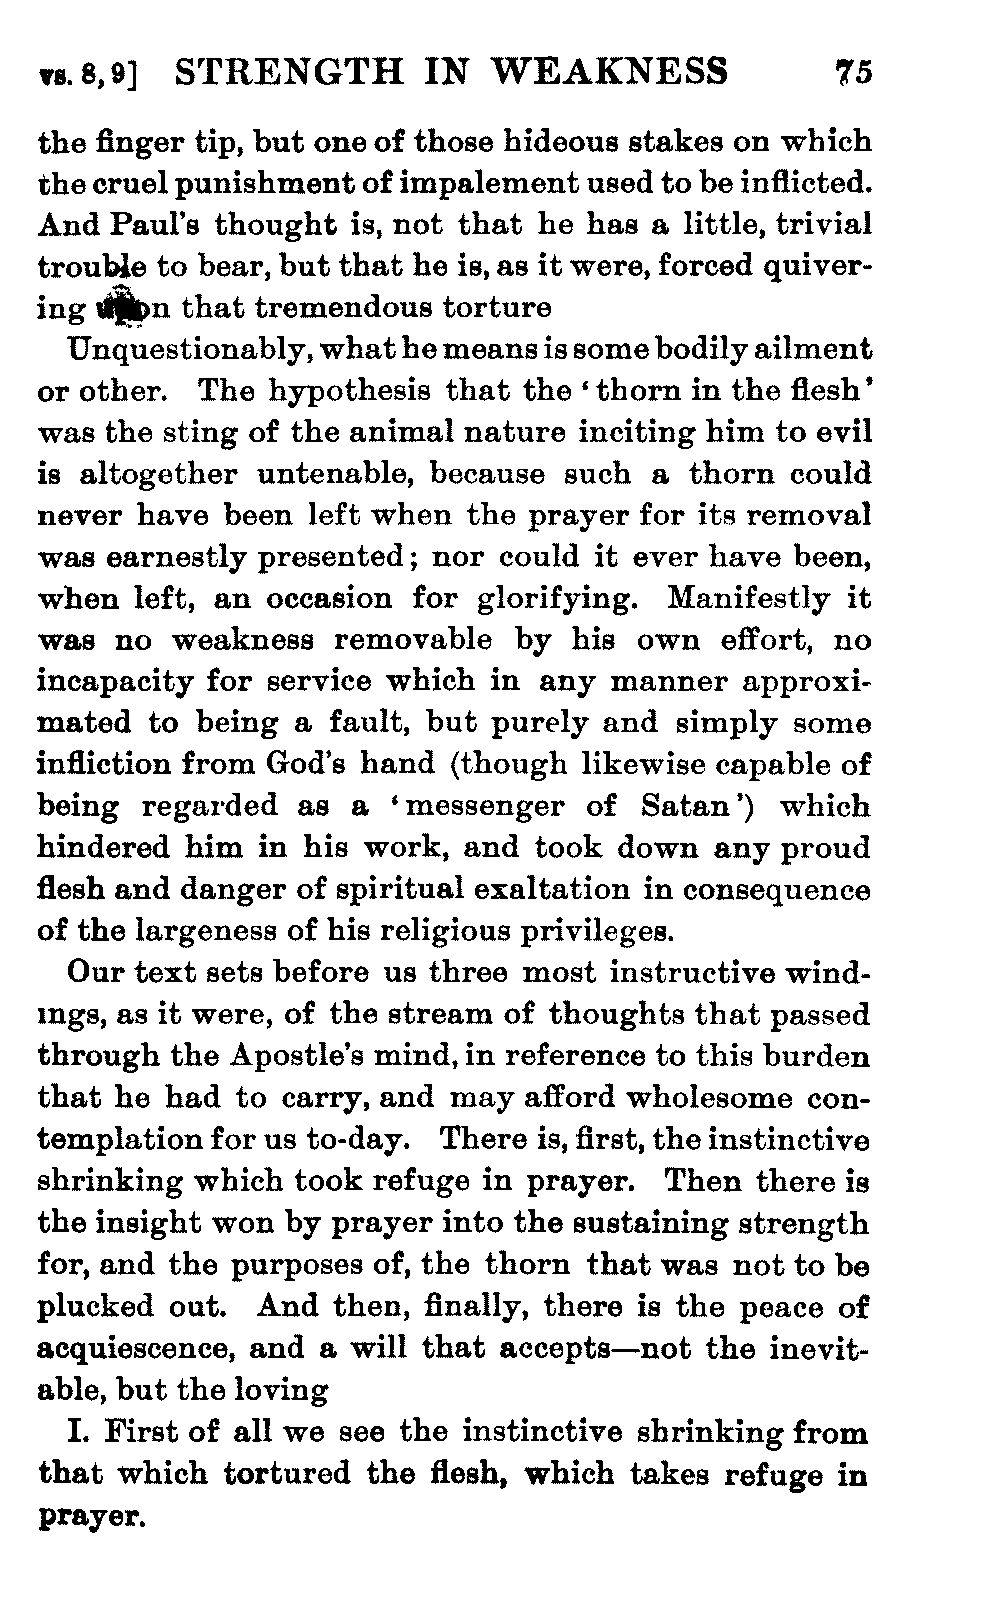 vs. 8, 9] STRENGTH IN WEAKNESS 75
the finger tip, but one of those hideous stakes on which
the cruel punishment of impalement used to be inflicted.
And Paul's thought is, not that he has a little, trivial
trouble to bear, but that he is, as it were, forced quiver-
ing upon that tremendous torture
Unquestionably, what he means is some bodily ailment
or other. The hypothesis that the ‘thorn in the flesh’
was the sting of the animal nature inciting him to evil
is altogether untenable, because such a thorn could
never have been left when the prayer for its removal
was earnestly presented; nor could it ever have been,
when left, an occasion for glorifying. Manifestly it
was no weakness removable by his own effort, no
incapacity for service which in any manner approxi-
mated to being a fault, but purely and simply some
infliction from God's hand (though likewise capable of
being regarded as a ‘messenger of Satan’) which
hindered him in his work, and took down any proud
flesh and danger of spiritual exaltation in consequence
of the largeness of his religious privileges.
Our text sets before us three most instructive wind-
ings, as it were, of the stream of thoughts that passed
through the Apostle's mind, in reference to this burden
that he had to carry, and may afford wholesome con-
templation for us to-day. There is, first, the instinctive
shrinking which took refuge in prayer. Then there is
the insight won by prayer into the sustaining strength
for, and the purposes of, the thorn that was not to be
plucked out. And then, finally, there is the peace of
acquiescence, and a will that accepts—not the inevit-
able, but the loving
I. First of all we see the instinctive shrinking from
that which tortured the flesh, which takes refuge in
prayer.